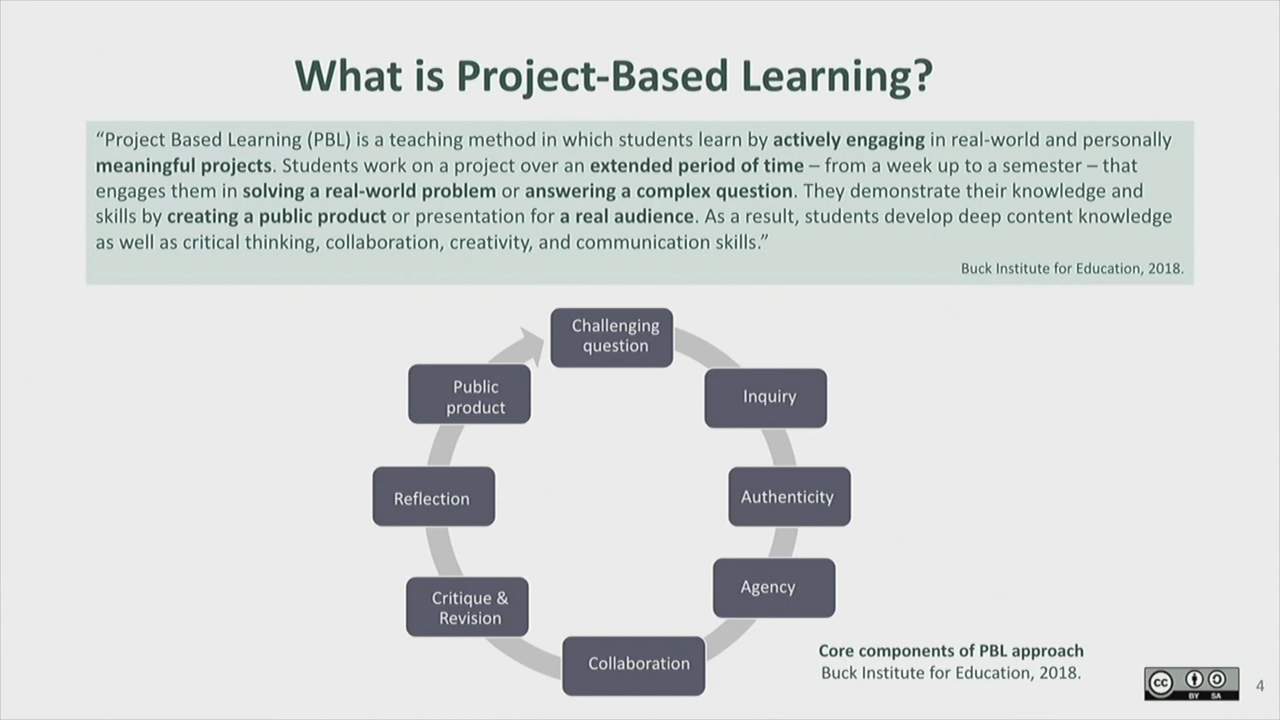 What is Project-Based Learning?
“Project Based Learning (PBL) is a teaching method in which students learn by actively engaging in real-world and personally
meaningful projects. Students work on a project over an extended period of time – from a week up to a semester – that
engages them in solving a real-world problem or answering a complex question. They demonstrate their knowledge and
skills by creating a public product or presentation for a real audience. As a result, students develop deep content knowledge
as well as critical thinking, collaboration, creativity, and communication skills.”
Buck Institute for Education, 2018.
Challenging
question
Inquiry
Authenticity
Agency
Collaboration
Critique &
Revision
Reflection
Public
product
Core components of PBL approach
Buck Institute for Education, 2018.
cc
BY SA
4